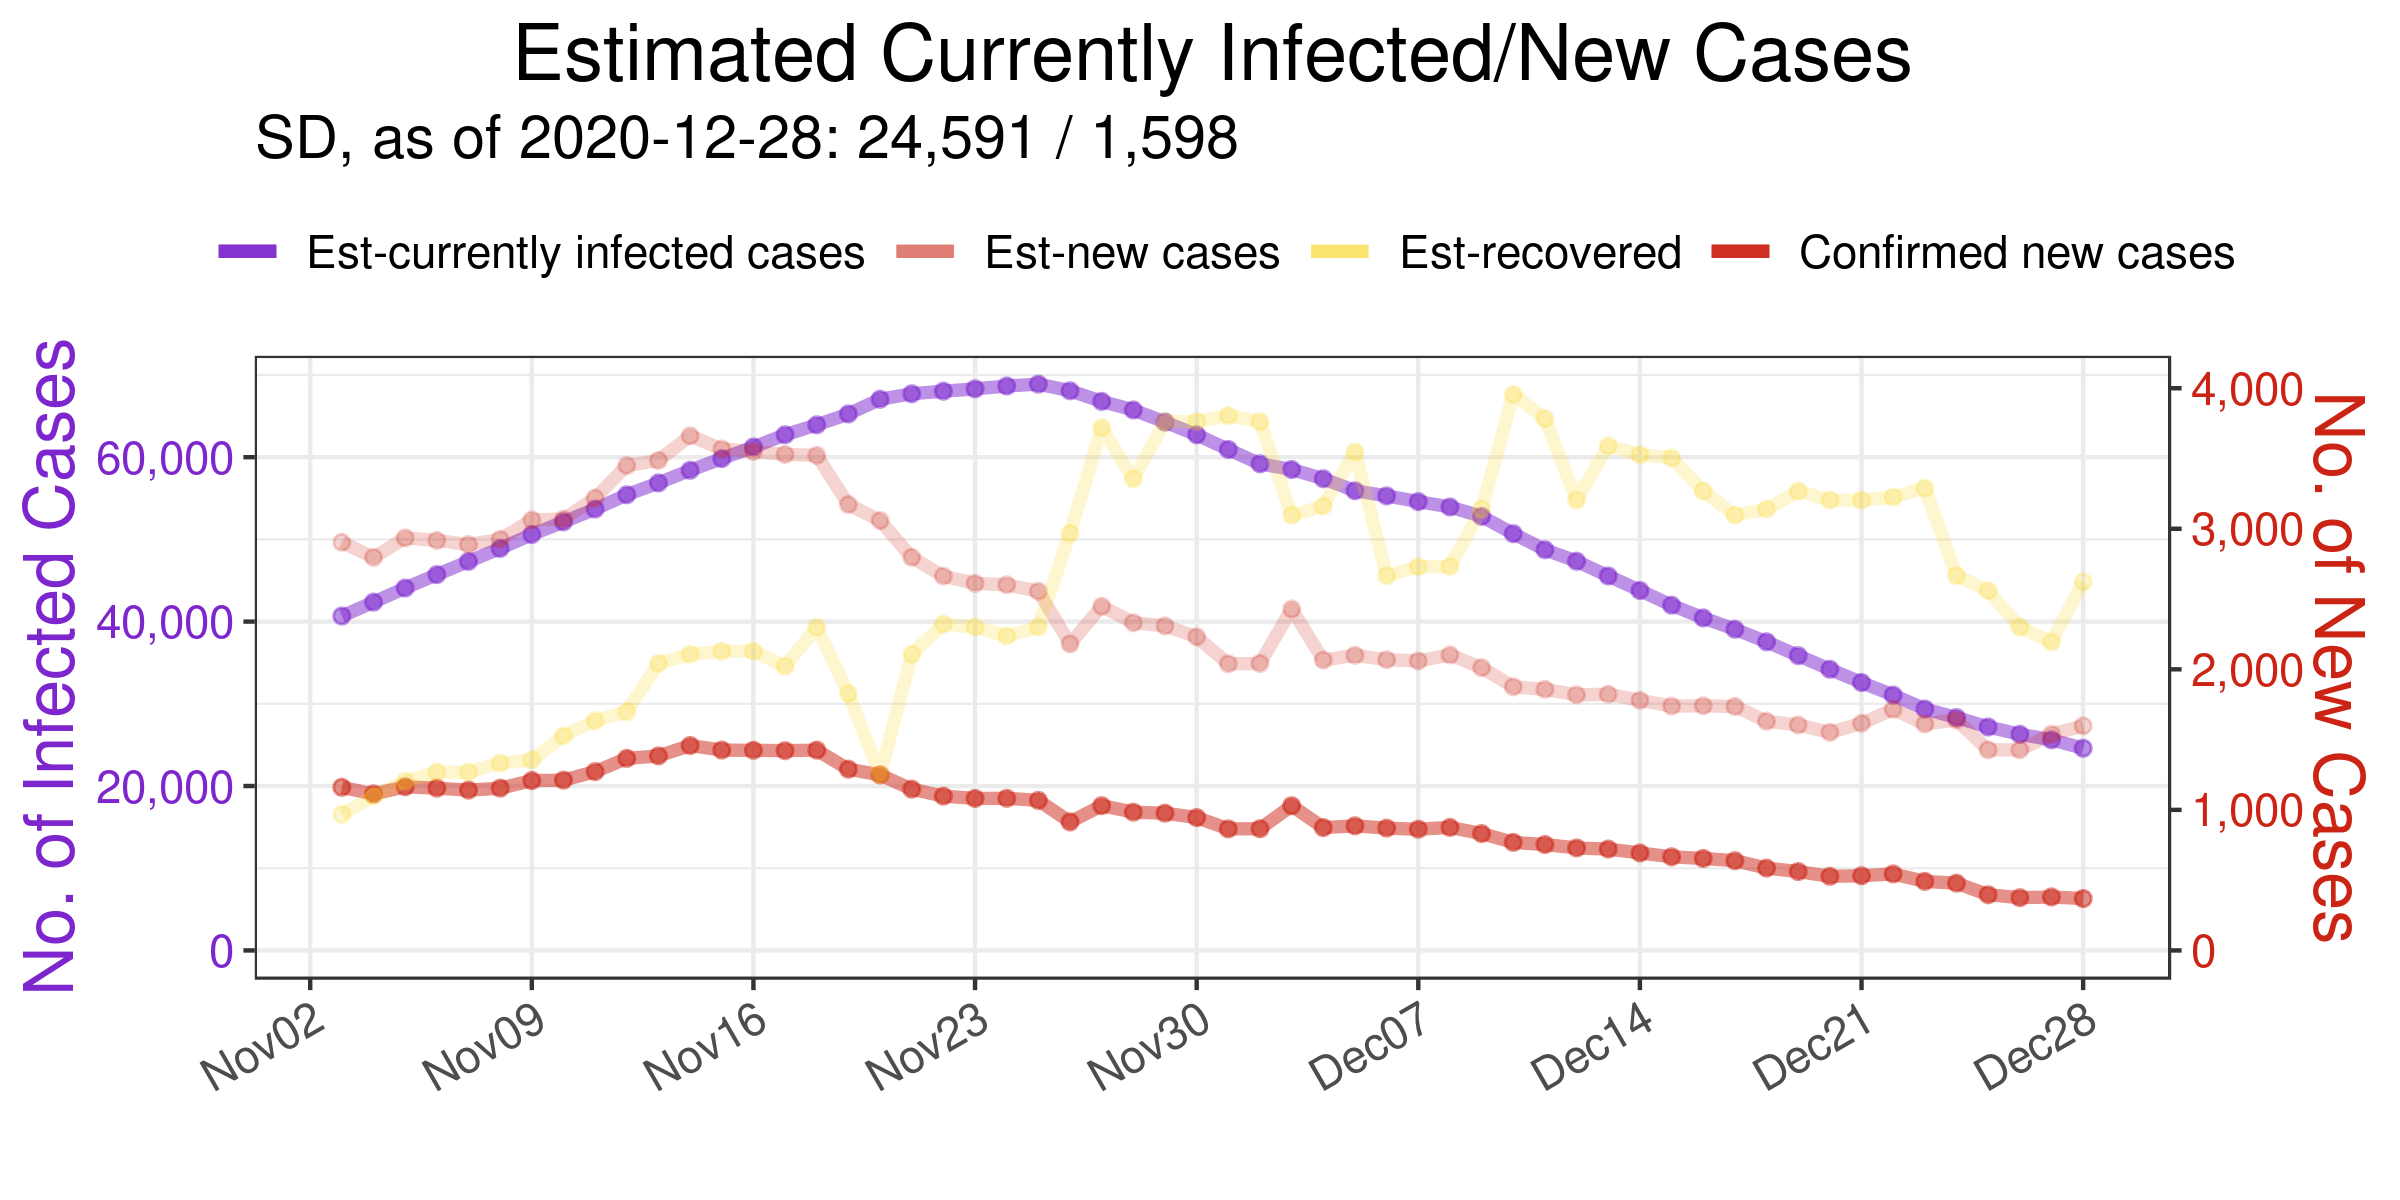 Estimated Currently Infected/New Cases
SD, as of 2020-12-28: 24,591 / 1,598
Est-currently infected cases Est-new cases Est-recovered Confirmed new cases
No. of Infected Cases
60,000
40,000
20,000
0
4,000
3,000
2,000
1,000
0
No. of New Cases
Nov02 Nov09 Nov16 Nov23 Nov30 Dec07 Dec14 Dec21 Dec28